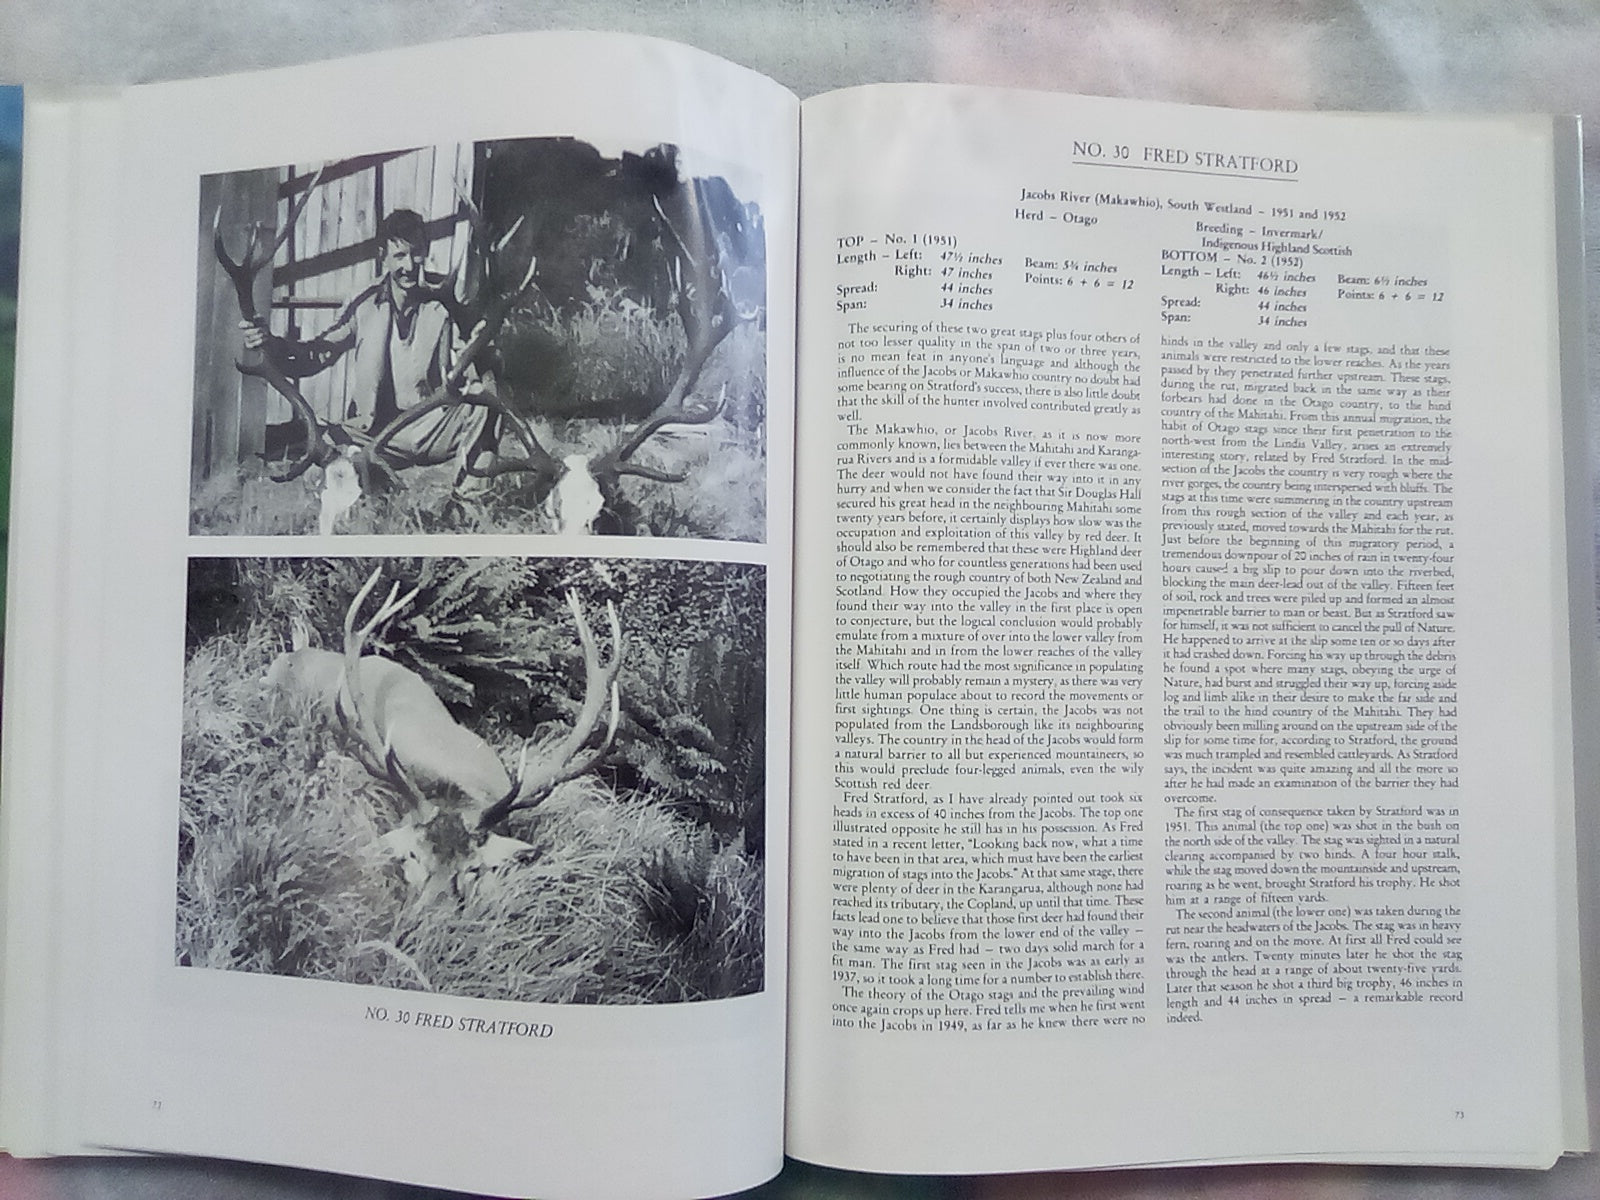 NO. 30 FRED STRATFORD
NO. 30 FRED STRATFORD
Jacobs River (Makawhio), South Westland – 1951 and 1952
Herd – Otago
Breeding – Invermark/
Indigenous Highland Scottish
TOP – No. 1 (1951)
Length – Left: 47½ inches Beam: 5¾ inches
Right: 47 inches Points: 6 + 6 = 12
Spread: 44 inches
Span: 34 inches
BOTTOM – No. 2 (1952)
Length – Left: 46½ inches Beam: 6½ inches
Right: 46 inches Points: 6 + 6 = 12
Spread: 44 inches
Span: 34 inches
The securing of these two great stags plus four others of
not too lesser quality in the span of two or three years,
is no mean feat in anyone's language and although the
influence of the Jacobs or Makawhio country no doubt had
some bearing on Stratford's success, there is also little doubt
that the skill of the hunter involved contributed greatly as
well.
The Makawhio, or Jacobs River, as it is now more
commonly known, lies between the Mahitahi and Karanga-
rua Rivers and is a formidable valley if ever there was one.
The deer would not have found their way into it in any
hurry and when we consider the fact that Sir Douglas Hall
secured his great head in the neighbouring Mahitahi some
twenty years before, it certainly displays how slow was the
occupation and exploitation of this valley by red deer. It
should also be remembered that these were Highland deer
of Otago and who for countless generations had been used
to negotiating the rough country of both New Zealand and
Scotland. How they occupied the Jacobs and where they
found their way into the valley in the first place is open
to conjecture, but the logical conclusion would probably
emulate from a mixture of over into the lower valley from
the Mahitahi and in from the lower reaches of the valley
itself. Which route had the most significance in populating
the valley will probably remain a mystery, as there was very
little human populace about to record the movements or
first sightings. One thing is certain, the Jacobs was not
populated from the Landsborough like its neighbouring
valleys. The country in the head of the Jacobs would form
a natural barrier to all but experienced mountaineers, so
this would preclude four-legged animals, even the wily
Scottish red deer.
Fred Stratford, as I have already pointed out took six
heads in excess of 40 inches from the Jacobs. The top one
illustrated opposite he still has in his possession. As Fred
stated in a recent letter, "Looking back now, what a time
to have been in that area, which must have been the earliest
migration of stags into the Jacobs." At that same stage, there
were plenty of deer in the Karangarua, although none had
reached its tributary, the Copland, up until that time. These
facts lead one to believe that those first deer had found their
way into the Jacobs from the lower end of the valley –
the same way as Fred had – two days solid march for a
fit man. The first stag seen in the Jacobs was as early as
1937, so it took a long time for a number to establish there.
The theory of the Otago stags and the prevailing wind
once again crops up here. Fred tells me when he first went
into the Jacobs in 1949, as far as he knew there were no
hinds in the valley and only a few stags, and that these
animals were restricted to the lower reaches. As the years
passed by they penetrated further upstream. These stags,
during the rut, migrated back in the same way as their
forbears had done in the Otago country, to the hind
country of the Mahitahi. From this annual migration, the
habit of Otago stags since their first penetration to the
north-west from the Lindis Valley, arises an extremely
interesting story, related by Fred Stratford. In the mid-
section of the Jacobs the country is very rough where the
river gorges, the country being interspersed with bluffs. The
stags at this time were summering in the country upstream
from this rough section of the valley and each year, as
previously stated, moved towards the Mahitahi for the rut.
Just before the beginning of this migratory period, a
tremendous downpour of 20 inches of rain in twenty-four
hours caused a big slip to pour down into the riverbed,
blocking the main deer-lead out of the valley. Fifteen feet
of soil, rock and trees were piled up and formed an almost
impenetrable barrier to man or beast. But as Stratford saw
for himself, it was not sufficient to cancel the pull of Nature.
He happened to arrive at the slip some ten or so days after
it had crashed down. Forcing his way up through the debris
he found a spot where many stags, obeying the urge of
Nature, had burst and struggled their way up, forcing aside
log and limb alike in their desire to make the far side and
the trail to the hind country of the Mahitahi. They had
obviously been milling around on the upstream side of the
slip for some time for, according to Stratford, the ground
was much trampled and resembled cattleyards. As Stratford
says, the incident was quite amazing and all the more so
after he had made an examination of the barrier they had
overcome.
The first stag of consequence taken by Stratford was in
1951. This animal (the top one) was shot in the bush on
the north side of the valley. The stag was sighted in a natural
clearing accompanied by two hinds. A four hour stalk,
while the stag moved down the mountainside and upstream,
roaring as he went, brought Stratford his trophy. He shot
him at a range of fifteen yards.
The second animal (the lower one) was taken during the
rut near the headwaters of the Jacobs. The stag was in heavy
fern, roaring and on the move. At first all Fred could see
was the antlers. Twenty minutes later he shot the stag
through the head at a range of about twenty-five yards.
Later that season he shot a third big trophy, 46 inches in
length and 44 inches in spread – a remarkable record
indeed.
73